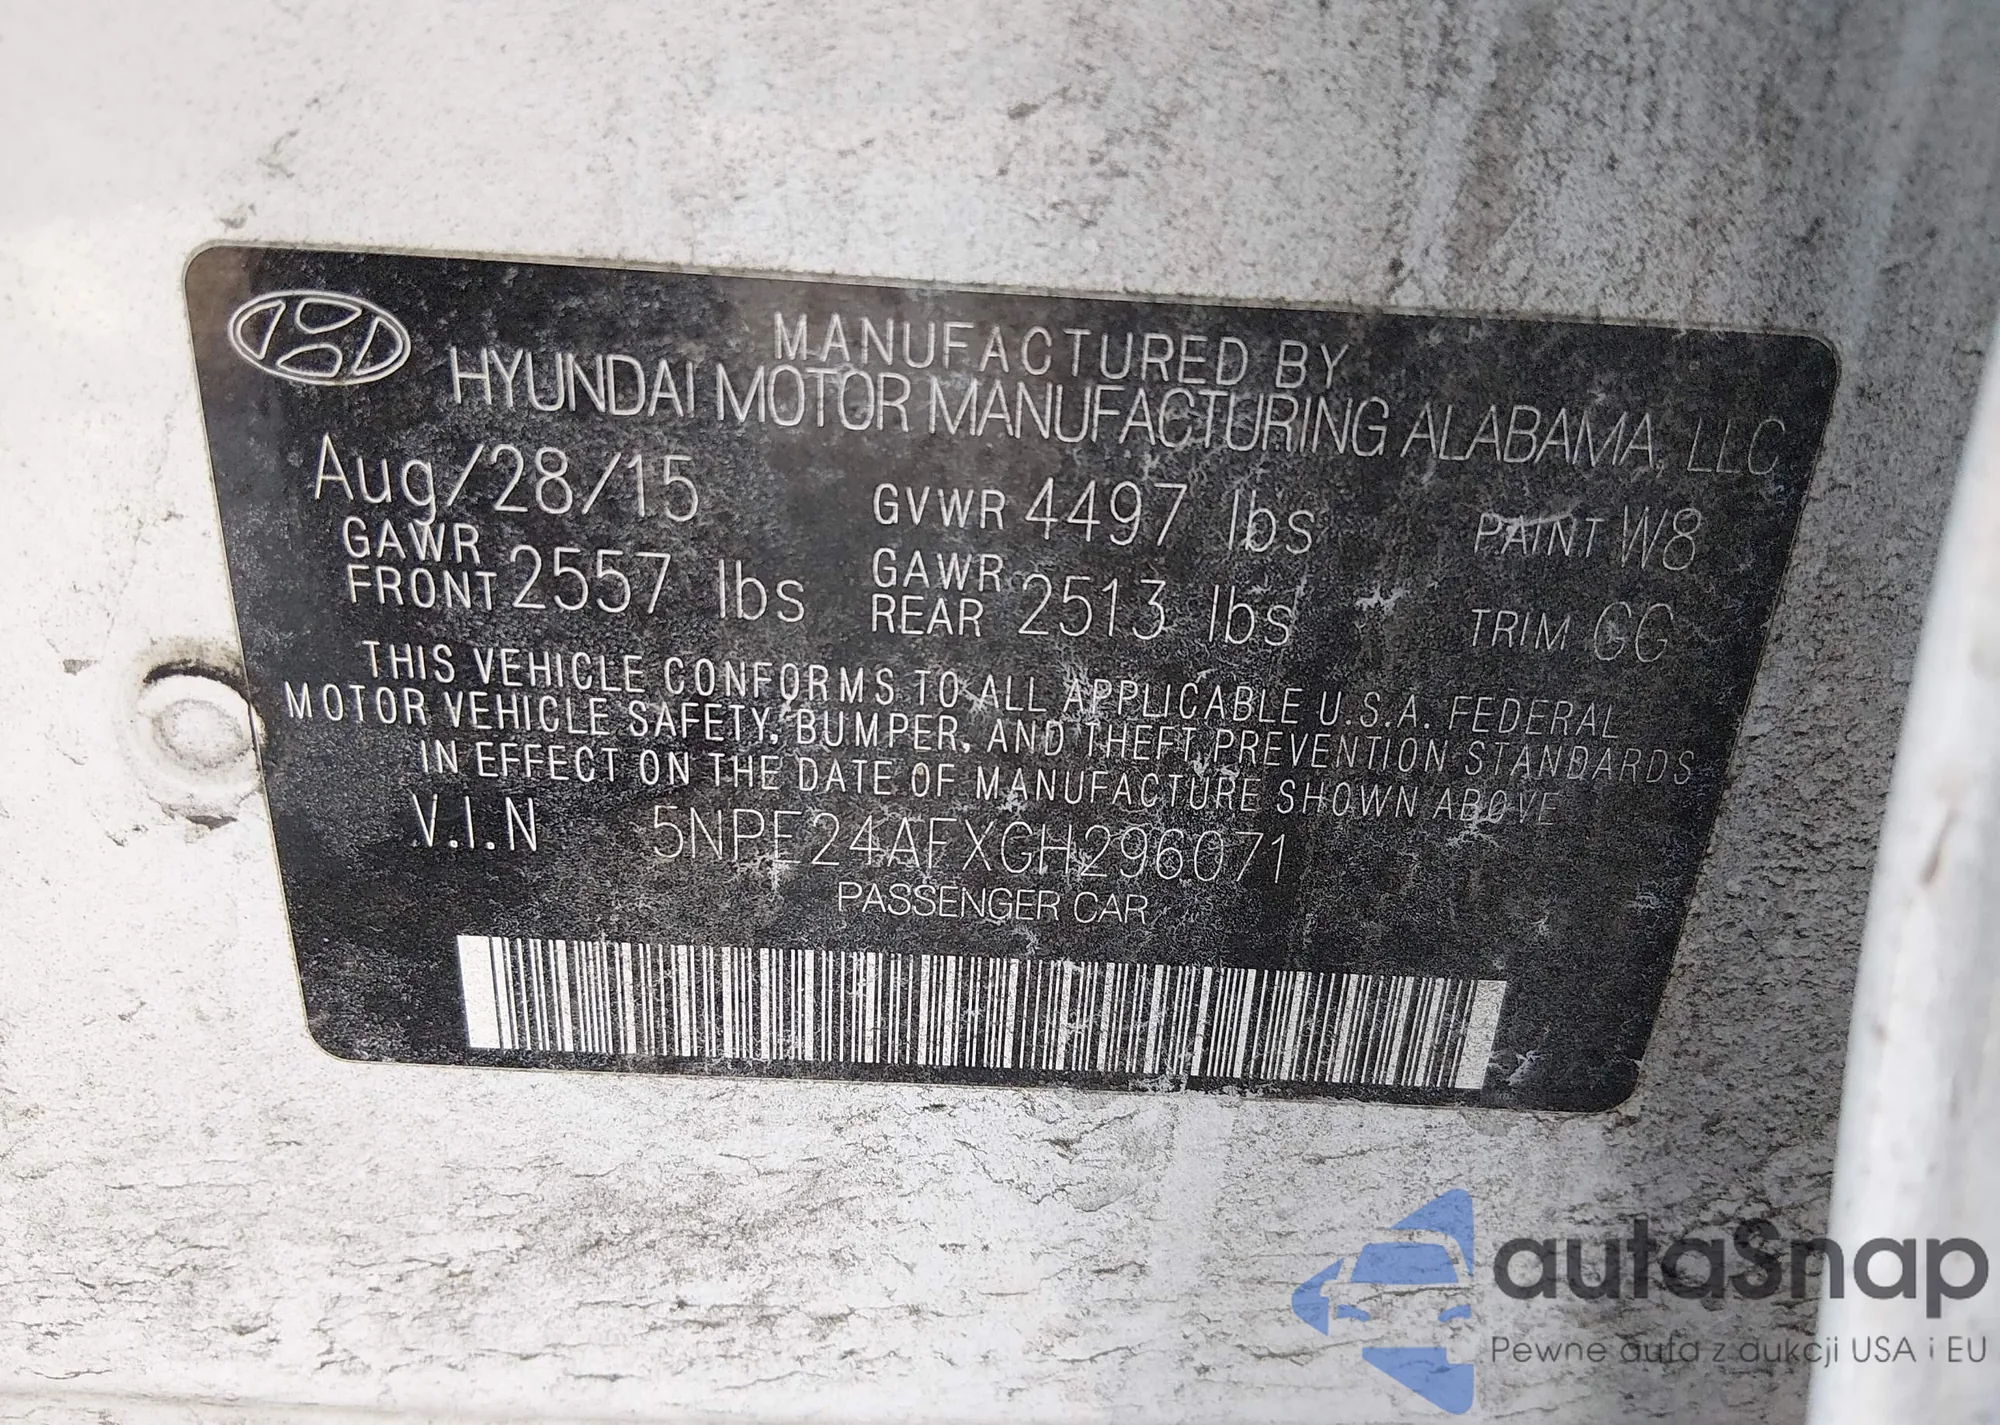 MANUFACTURED BY
HYUNDAI MOTOR MANUFACTURING ALABAMA, LLC
Aug/28/15 GVWR 4497 lbs PAINT W8
GAWR FRONT 2557 lbs GAWR REAR 2513 lbs TRIM GG
THIS VEHICLE CONFORMS TO ALL APPLICABLE U.S.A. FEDERAL
MOTOR VEHICLE SAFETY, BUMPER, AND THEFT PREVENTION STANDARDS
IN EFFECT ON THE DATE OF MANUFACTURE SHOWN ABOVE
V.I.N 5NPE24AFXGH296071
PASSENGER CAR
autaSnap
Pewne auta z aukcji USA i EU